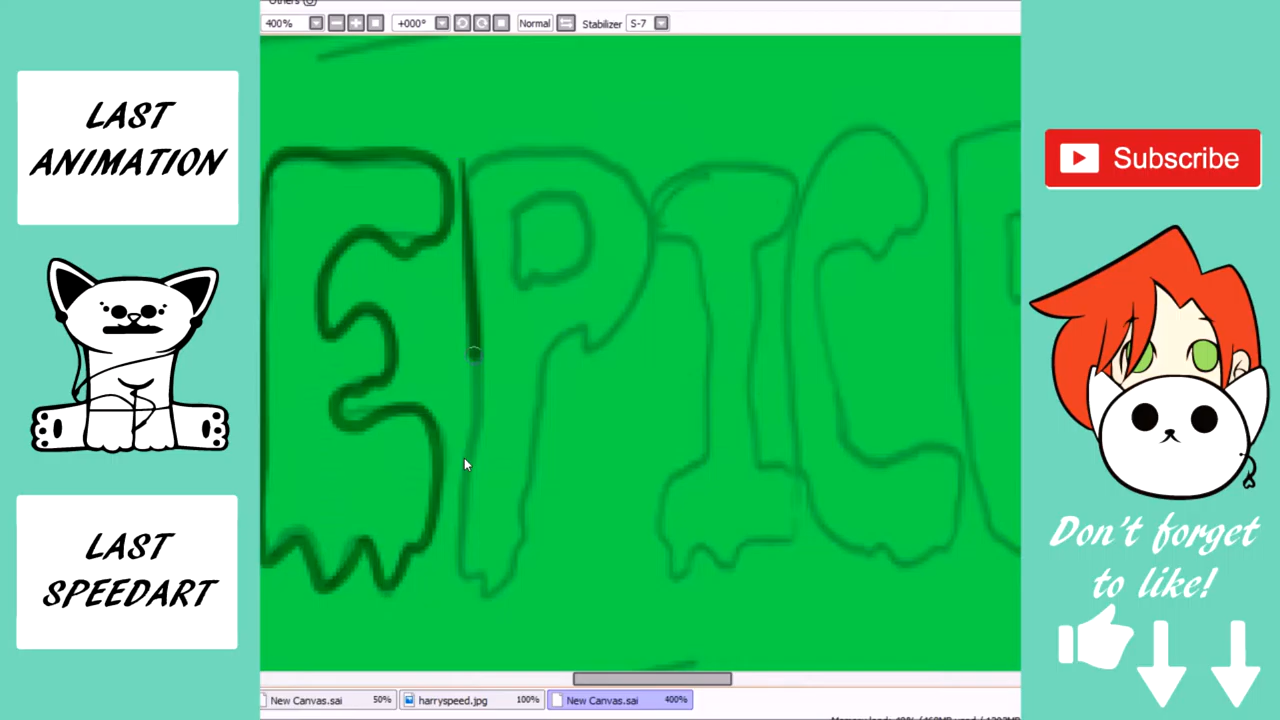 Others
400%
+000°
Normal
Stabilizer
S-7
LAST
ANIMATION
EPIC
Subscribe
LAST
SPEEDART
Don't forget
to like!
New Canvas.sai
50%
harryspeed.jpg
100%
New Canvas.sai
400%